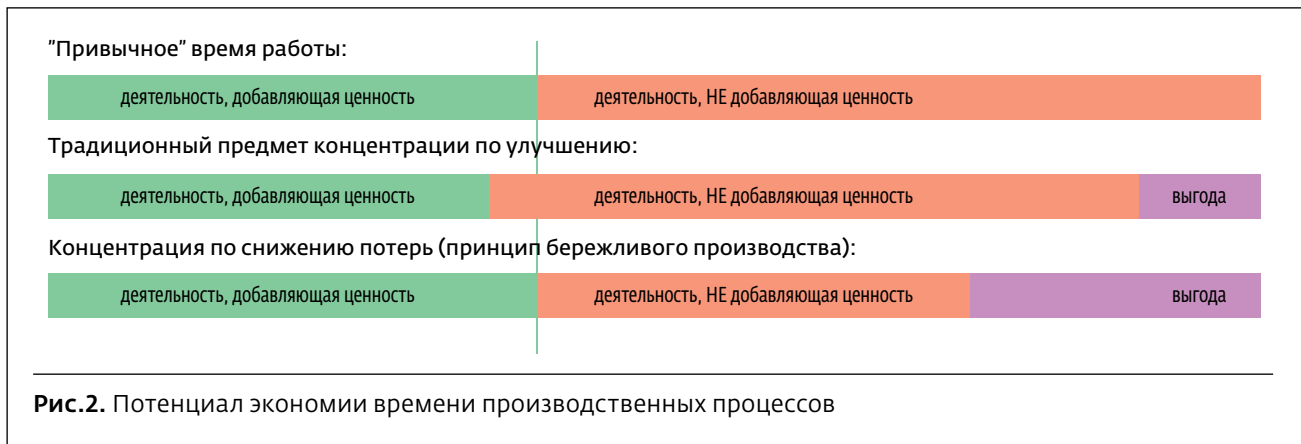 "Привычное" время работы:
деятельность, добавляющая ценность деятельность, НЕ добавляющая ценность
Традиционный предмет концентрации по улучшению:
деятельность, добавляющая ценность деятельность, НЕ добавляющая ценность выгода
Концентрация по снижению потерь (принцип бережливого производства):
деятельность, добавляющая ценность деятельность, НЕ добавляющая ценность выгода
Рис.2. Потенциал экономии времени производственных процессов